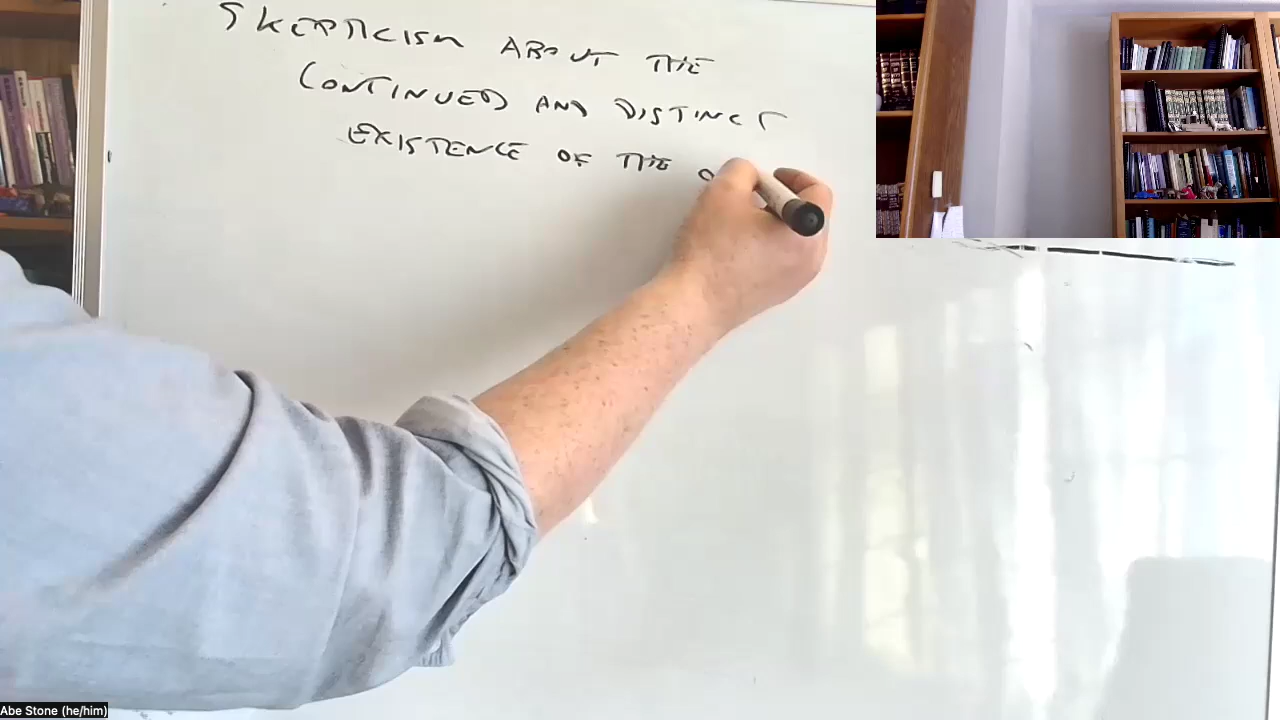 SKEPTICISM ABOUT THE
CONTINUED AND DISTINCT
EXISTENCE OF THE O
Abe Stone (he/him)